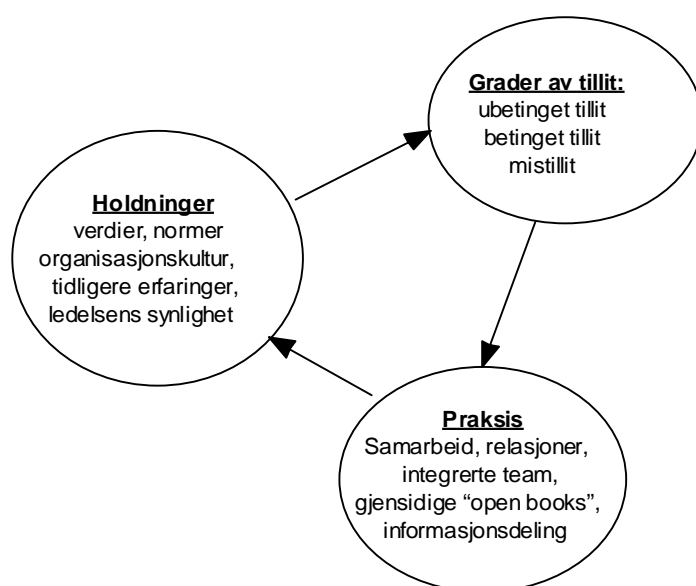 Grader av tillit:
ubetinget tillit
betinget tillit
mistillit
Holdninger
verdier, normer
organisasjonskultur,
tidligere erfaringer,
ledelsens synlighet
Praksis
Samarbeid, relasjoner,
integrerte team,
gjensidige “open books”,
informasjonsdeling